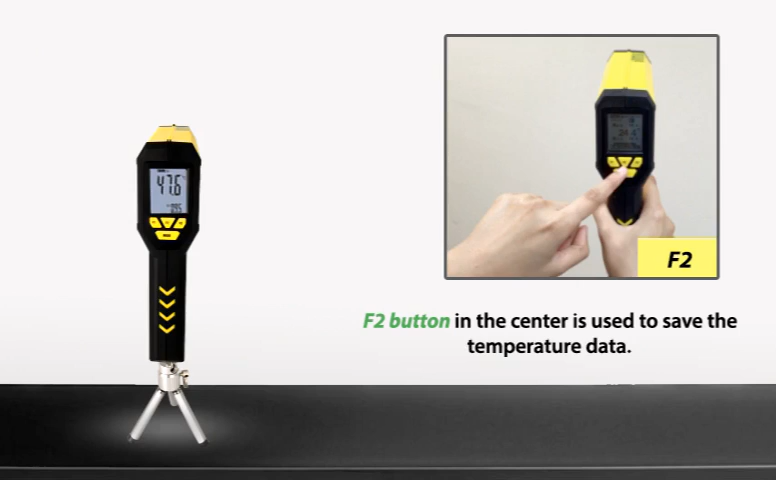 47.6
F2
F2 button in the center is used to save the
temperature data.